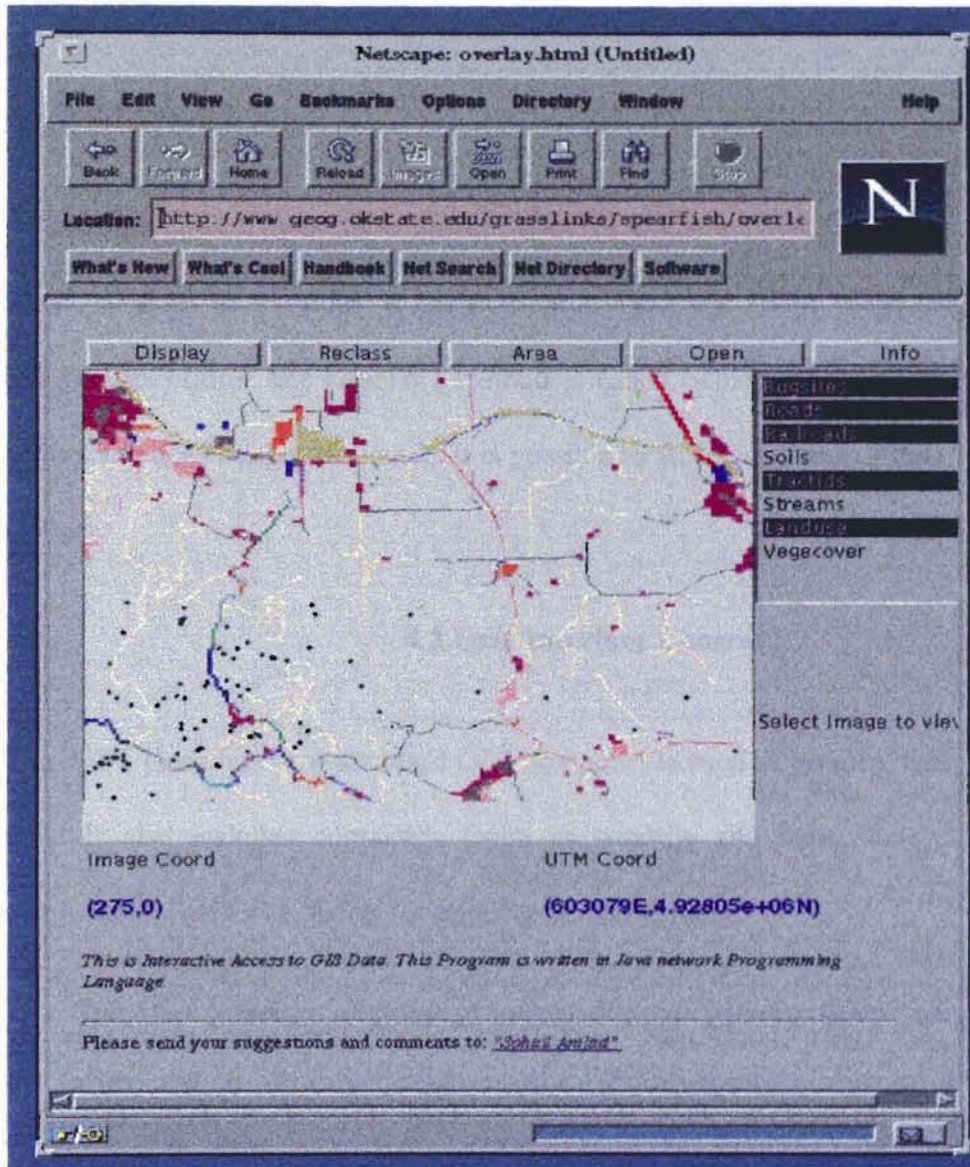 Netscape: overlay.html (Untitled)
File Edit View Go Bookmarks Options Directory Window Help
Back Forward Home Reload Images Open Print Find Stop
Location: http://www.geog.okstate.edu/grasslinks/spearfish/overla
N
What's New What's Cool Handbook Net Search Net Directory Software
Display Reclass Area Open Info
Bugsites
Roads
Railroads
Soils
Tractids
Streams
Landuse
Vegecover
Select Image to view
Image Coord UTM Coord
(275,0) (603079E,4.92805e+06N)
This is Interactive Access to GIS Data. This Program is written in Java network Programming
Language
Please send your suggestions and comments to: